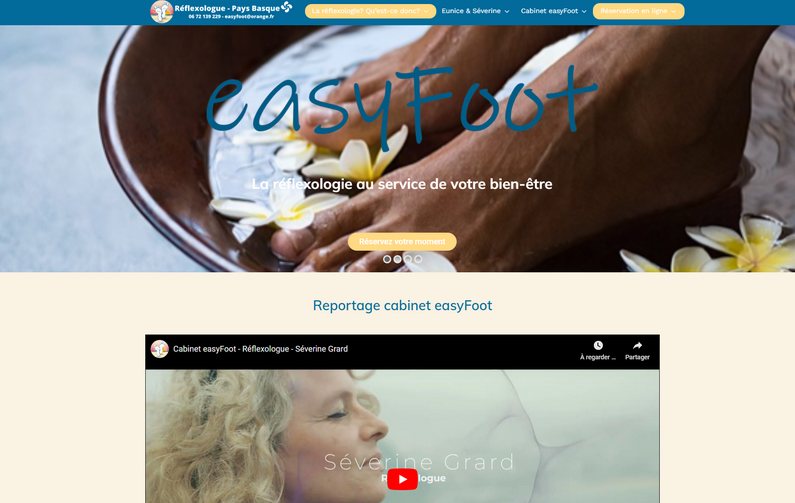 Réflexologue - Pays Basque
06 72 139 229 - easyfoot@orange.fr
La réflexologie? Qu'est-ce donc?
Eunice & Séverine
Cabinet easyFoot
Réservation en ligne
easyFoot
La réflexologie au service de votre bien-être
Réservez votre moment
Reportage cabinet easyFoot
Cabinet easyFoot - Réflexologue - Séverine Grard
À regarder ...
Partager
Séverine Grard